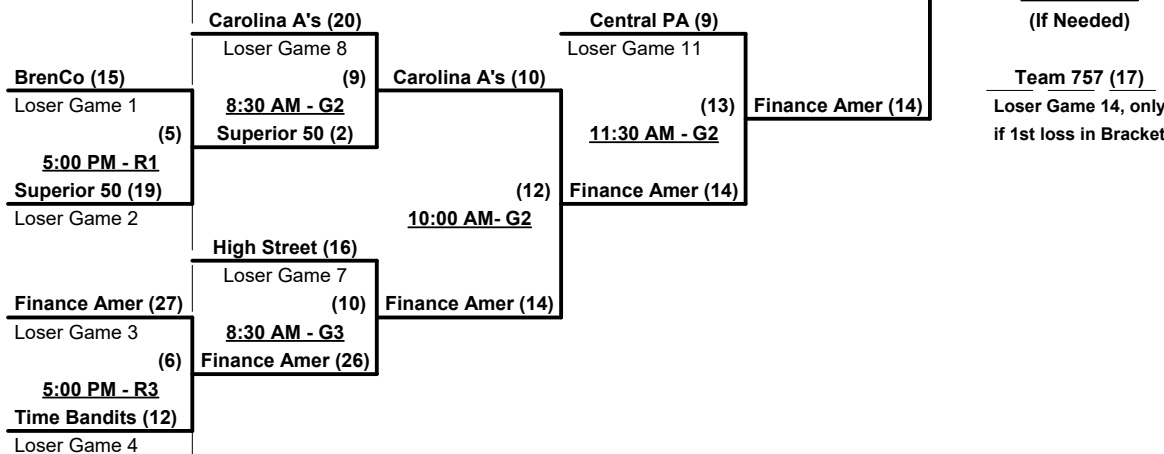 Carolina A's (20)
Loser Game 8
Central PA (9)
Loser Game 11
(If Needed)
BrenCo (15)
Loser Game 1
(9)
8:30 AM - G2
Carolina A's (10)
Team 757 (17)
Loser Game 14, only
if 1st loss in Bracket
(13)
11:30 AM - G2
Finance Amer (14)
(5)
5:00 PM - R1
Superior 50 (2)
Superior 50 (19)
Loser Game 2
(12)
10:00 AM- G2
Finance Amer (14)
High Street (16)
Loser Game 7
(10)
8:30 AM - G3
Finance Amer (14)
Finance Amer (27)
Loser Game 3
(6)
5:00 PM - R3
Finance Amer (26)
Time Bandits (12)
Loser Game 4